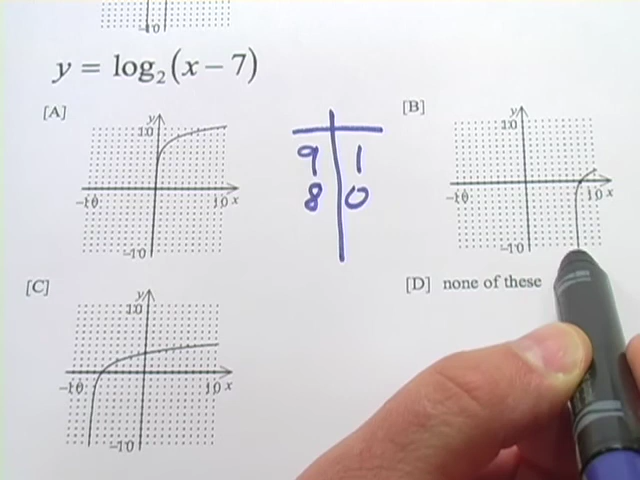 -10
y = log₂(x − 7)
[A]
y
10
-10
10
x
-10
9 1
8 0
[B]
y
10
-10
10
x
-10
[C]
y
10
-10
10
x
-10
[D] none of these